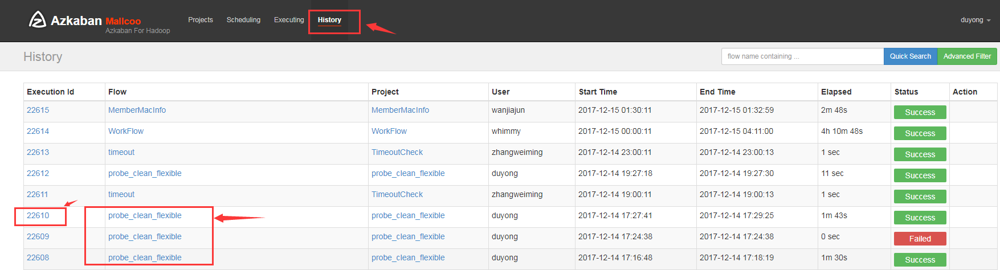 Azkaban Mallcoo Projects Scheduling Executing History duyong
Azkaban For Hadoop
History flow name containing ... Quick Search Advanced Filter
Execution Id Flow Project User Start Time End Time Elapsed Status Action
22615 MemberMacInfo MemberMacInfo wanjiajun 2017-12-15 01:30:11 2017-12-15 01:32:59 2m 48s Success
22614 WorkFlow WorkFlow whimmy 2017-12-15 00:00:11 2017-12-15 04:11:00 4h 10m 48s Success
22613 timeout TimeoutCheck zhangweiming 2017-12-14 23:00:11 2017-12-14 23:00:13 1 sec Success
22612 probe_clean_flexible probe_clean_flexible duyong 2017-12-14 19:27:18 2017-12-14 19:27:30 11 sec Success
22611 timeout TimeoutCheck zhangweiming 2017-12-14 19:00:11 2017-12-14 19:00:13 1 sec Success
22610 probe_clean_flexible probe_clean_flexible duyong 2017-12-14 17:27:41 2017-12-14 17:29:25 1m 43s Success
22609 probe_clean_flexible probe_clean_flexible duyong 2017-12-14 17:24:38 2017-12-14 17:24:38 0 sec Failed
22608 probe_clean_flexible probe_clean_flexible duyong 2017-12-14 17:16:48 2017-12-14 17:18:19 1m 30s Success